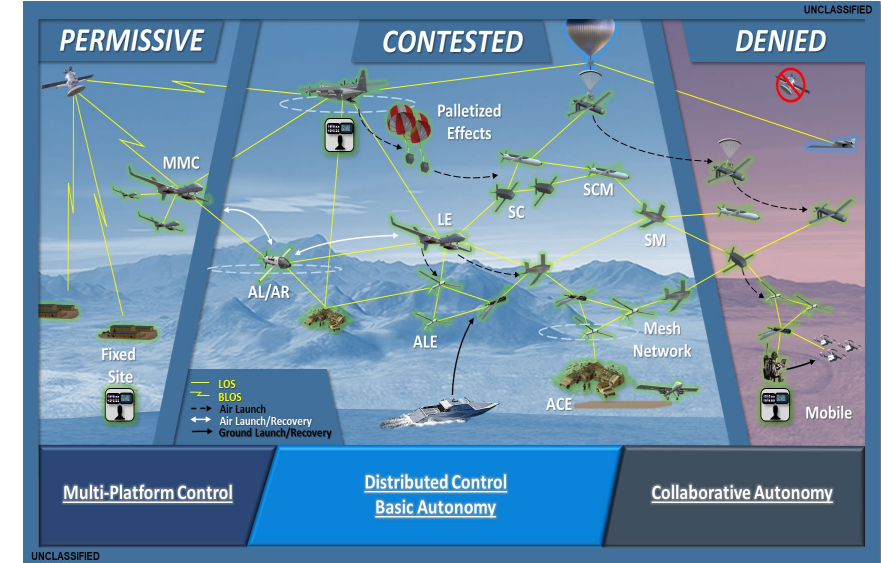 UNCLASSIFIED
PERMISSIVE
CONTESTED
DENIED
Palletized
Effects
MMC
SC
SCM
LE
SM
AL/AR
ALE
Mesh
Network
Fixed
Site
ACE
Mobile
LOS
BLOS
Air Launch
Air Launch/Recovery
Ground Launch/Recovery
Multi-Platform Control
Distributed Control
Basic Autonomy
Collaborative Autonomy
UNCLASSIFIED